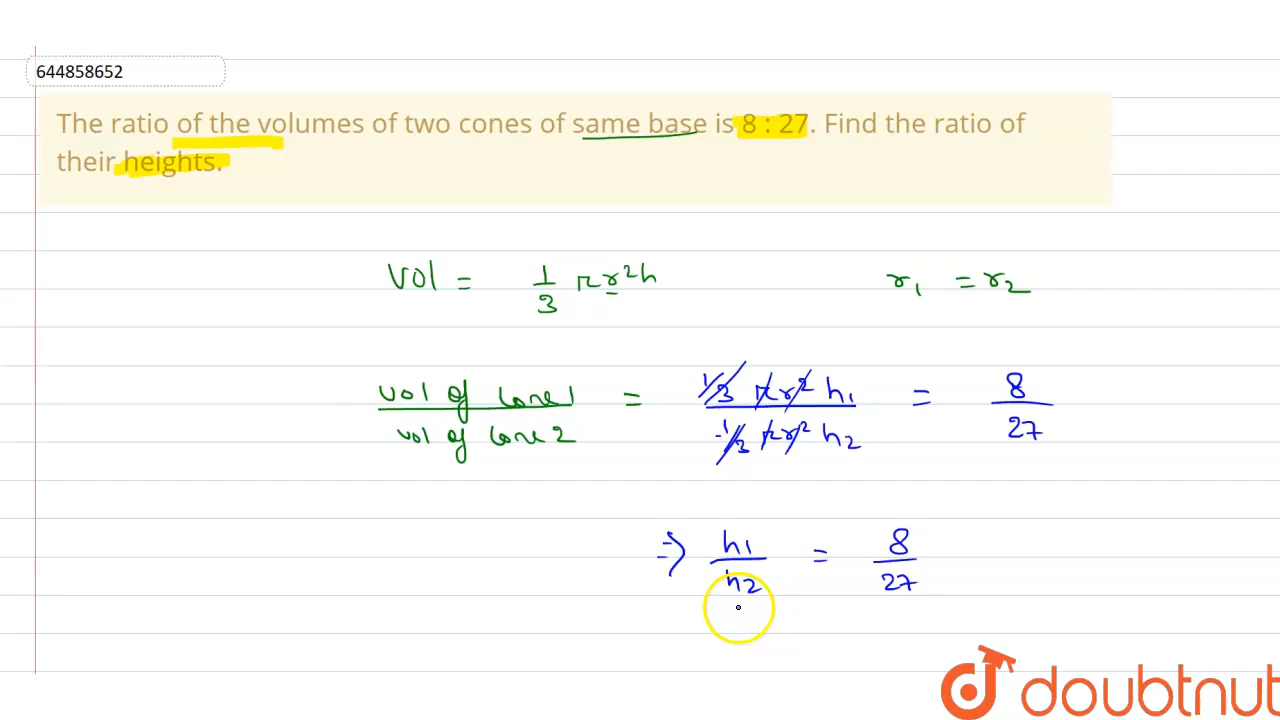 644858652
The ratio of the volumes of two cones of same base is 8 : 27. Find the ratio of
their heights.
Vol = 1/3 πr²h r₁ = r₂
vol of cone 1 / vol of cone 2 = 1/3 πr² h₁ / 1/3 πr² h₂ = 8/27
⇒ h₁/h₂ = 8/27
doubtnut